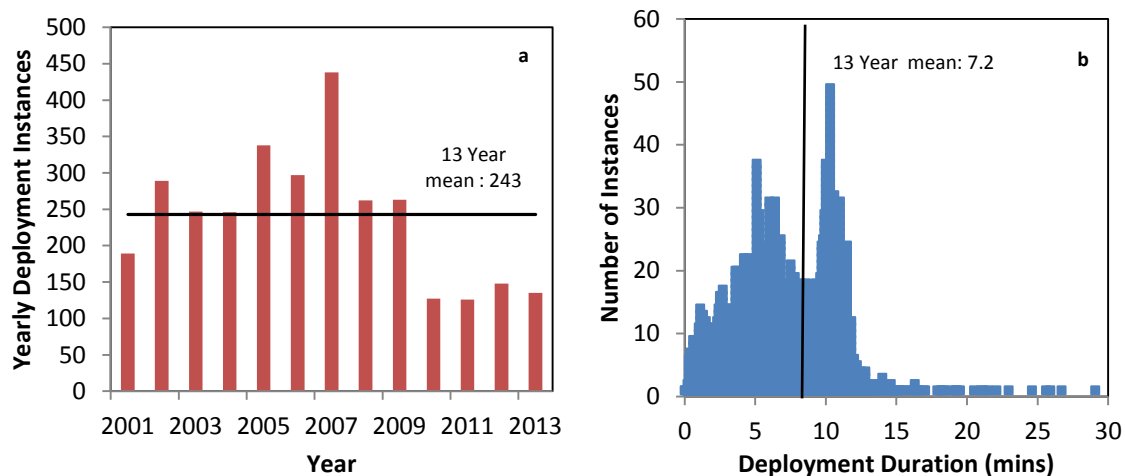 500
450
400
350
300
250
200
150
100
50
0
Yearly Deployment Instances
a
13 Year
mean : 243
2001 2003 2005 2007 2009 2011 2013
Year
60
50
40
30
20
10
0
Number of Instances
13 Year mean: 7.2
b
0 5 10 15 20 25 30
Deployment Duration (mins)